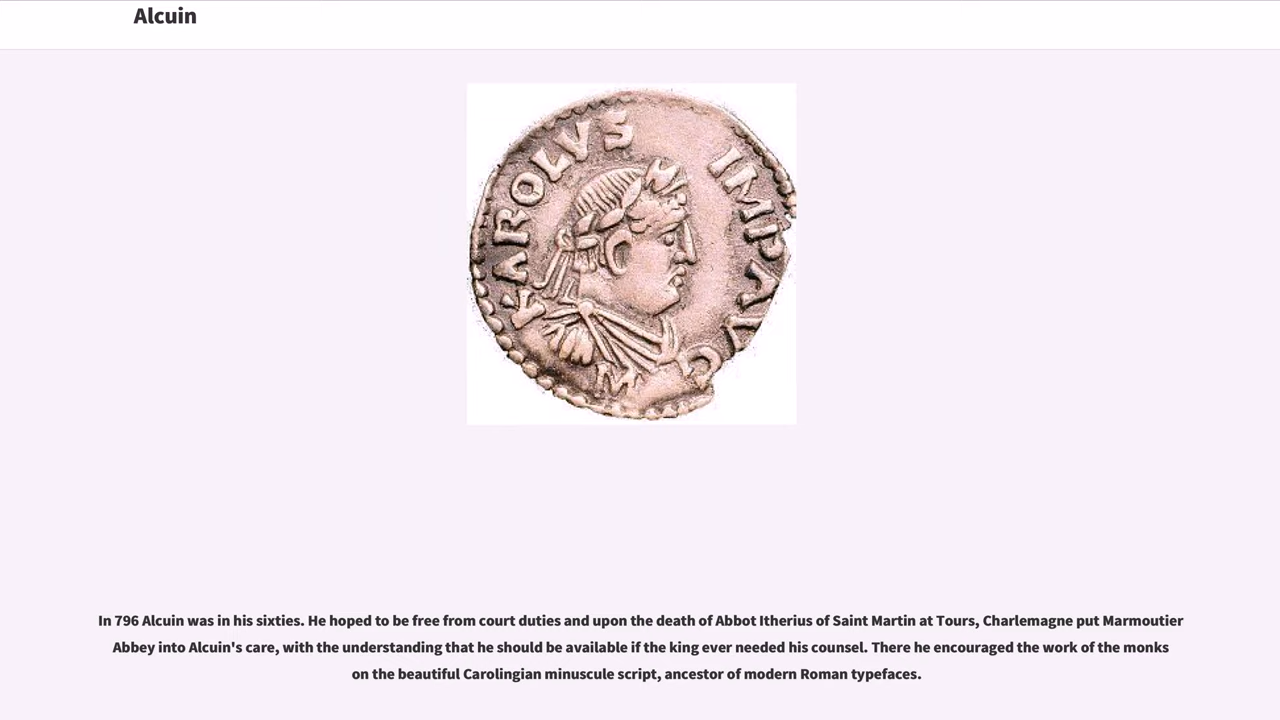 Alcuin
KAROLVS IMP AVG
M
In 796 Alcuin was in his sixties. He hoped to be free from court duties and upon the death of Abbot Itherius of Saint Martin at Tours, Charlemagne put Marmoutier
Abbey into Alcuin's care, with the understanding that he should be available if the king ever needed his counsel. There he encouraged the work of the monks
on the beautiful Carolingian minuscule script, ancestor of modern Roman typefaces.